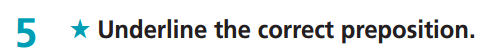 5 ★ Underline the correct preposition.